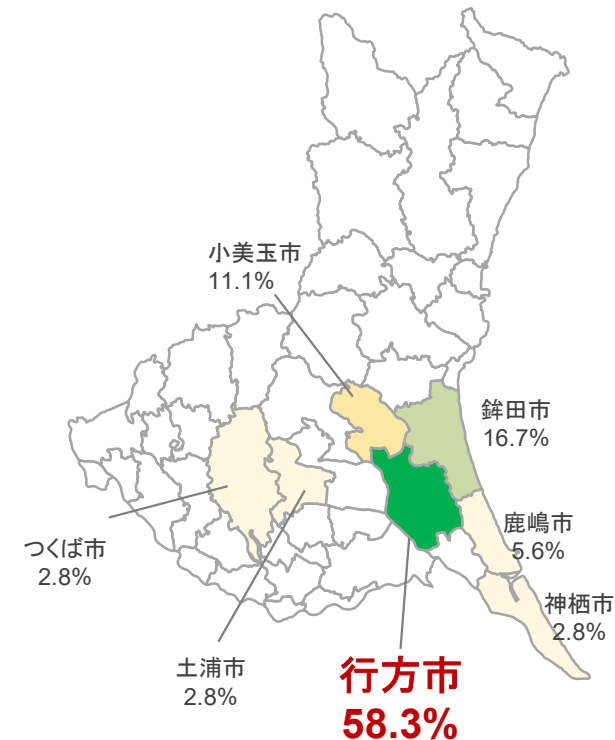 小美玉市
11.1%
鉾田市
16.7%
鹿嶋市
5.6%
つくば市
2.8%
神栖市
2.8%
土浦市
2.8%
行方市
58.3%